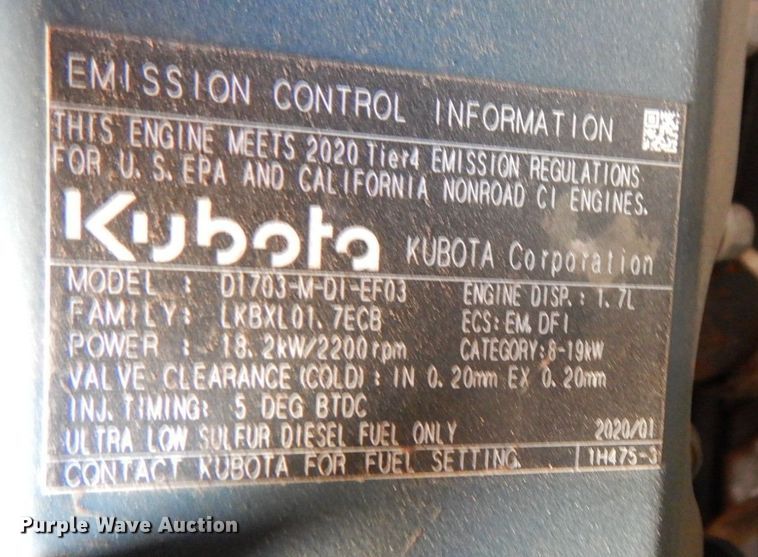 EMISSION CONTROL INFORMATION
THIS ENGINE MEETS 2020 Tier4 EMISSION REGULATIONS
FOR U.S.EPA AND CALIFORNIA NONROAD CI ENGINES.
Kubota KUBOTA Corporation
MODEL : D1703-M-DI-EF03 ENGINE DISP.: 1.7L
FAMILY: LKBXL01.7ECB ECS:EM,DFI
POWER : 18.2kW/2200rpm CATEGORY:8-19kW
VALVE CLEARANCE(COLD): IN 0.20mm EX 0.20mm
INJ.TIMING: 5 DEG BTDC
ULTRA LOW SULFUR DIESEL FUEL ONLY 2020/01
CONTACT KUBOTA FOR FUEL SETTING. 1H475-3
Purple Wave Auction